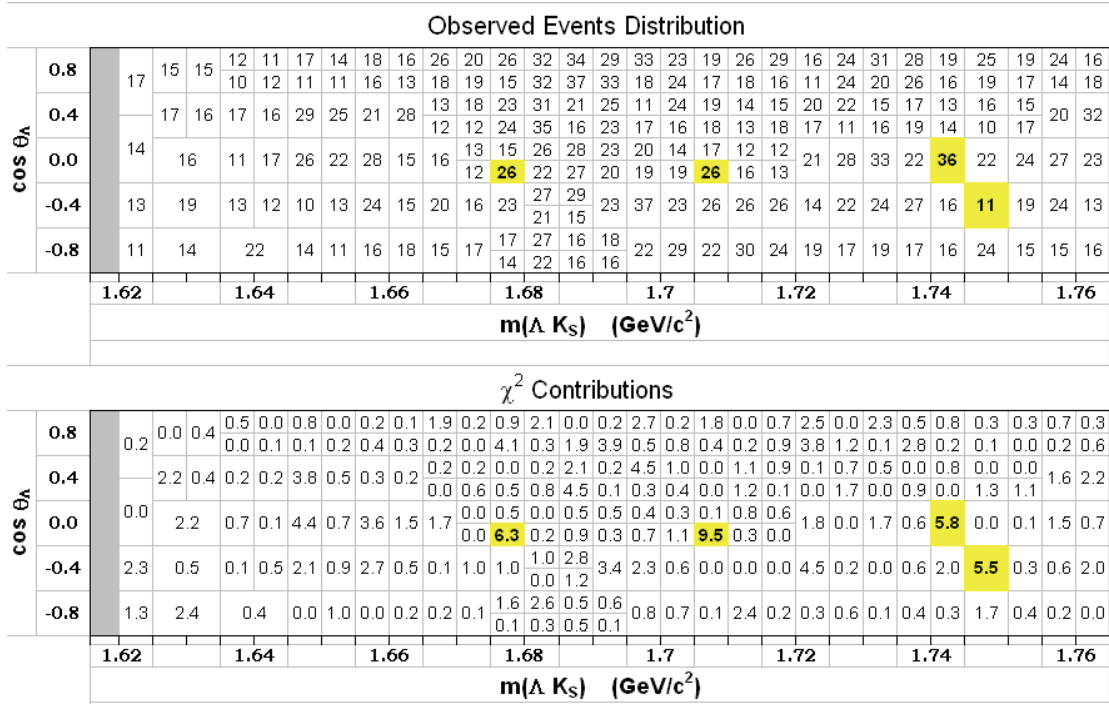 Observed Events Distribution
12 11 17 14 18 16 26 20 26 32 34 29 33 23 19 26 29 16 24 31 28 19 25 19 24 16
0.8 17 15 15
10 12 11 11 16 13 18 19 15 32 37 33 18 24 17 18 16 11 24 20 26 16 19 17 14 18
13 18 23 31 21 25 11 24 19 14 15 20 22 15 17 13 16 15
0.4 17 16 17 16 29 25 21 28 20 32
12 12 24 35 16 23 17 16 18 13 18 17 11 16 19 14 10 17
13 15 26 28 23 20 14 17 12 12
0.0 14 16 11 17 26 22 28 15 16 21 28 33 22 36 22 24 27 23
12 26 22 27 20 19 19 26 16 13
27 29
-0.4 13 19 13 12 10 13 24 15 20 16 23 23 37 23 26 26 26 14 22 24 27 16 11 19 24 13
21 15
17 27 16 18
-0.8 11 14 22 14 11 16 18 15 17 22 29 22 30 24 19 17 19 17 16 24 15 15 16
14 22 16 16
cos θΛ
1.62 1.64 1.66 1.68 1.7 1.72 1.74 1.76
m(Λ KS) (GeV/c²)
χ² Contributions
0.5 0.0 0.8 0.0 0.2 0.1 1.9 0.2 0.9 2.1 0.0 0.2 2.7 0.2 1.8 0.0 0.7 2.5 0.0 2.3 0.5 0.8 0.3 0.3 0.7 0.3
0.8 0.2 0.0 0.4
0.0 0.1 0.1 0.2 0.4 0.3 0.2 0.0 4.1 0.3 1.9 3.9 0.5 0.8 0.4 0.2 0.9 3.8 1.2 0.1 2.8 0.2 0.1 0.0 0.2 0.6
0.2 0.2 0.0 0.2 2.1 0.2 4.5 1.0 0.0 1.1 0.9 0.1 0.7 0.5 0.0 0.8 0.0 0.0
0.4 2.2 0.4 0.2 0.2 3.8 0.5 0.3 0.2 1.6 2.2
0.0 0.6 0.5 0.8 4.5 0.1 0.3 0.4 0.0 1.2 0.1 0.0 1.7 0.0 0.9 0.0 1.3 1.1
0.0 0.5 0.0 0.5 0.5 0.4 0.3 0.1 0.8 0.6
0.0 0.0 2.2 0.7 0.1 4.4 0.7 3.6 1.5 1.7 1.8 0.0 1.7 0.6 5.8 0.0 0.1 1.5 0.7
0.0 6.3 0.2 0.9 0.3 0.7 1.1 9.5 0.3 0.0
1.0 2.8
-0.4 2.3 0.5 0.1 0.5 2.1 0.9 2.7 0.5 0.1 1.0 1.0 3.4 2.3 0.6 0.0 0.0 0.0 4.5 0.2 0.0 0.6 2.0 5.5 0.3 0.6 2.0
0.0 1.2
1.6 2.6 0.5 0.6
-0.8 1.3 2.4 0.4 0.0 1.0 0.0 0.2 0.2 0.1 0.8 0.7 0.1 2.4 0.2 0.3 0.6 0.1 0.4 0.3 1.7 0.4 0.2 0.0
0.1 0.3 0.5 0.1
cos θΛ
1.62 1.64 1.66 1.68 1.7 1.72 1.74 1.76
m(Λ KS) (GeV/c²)